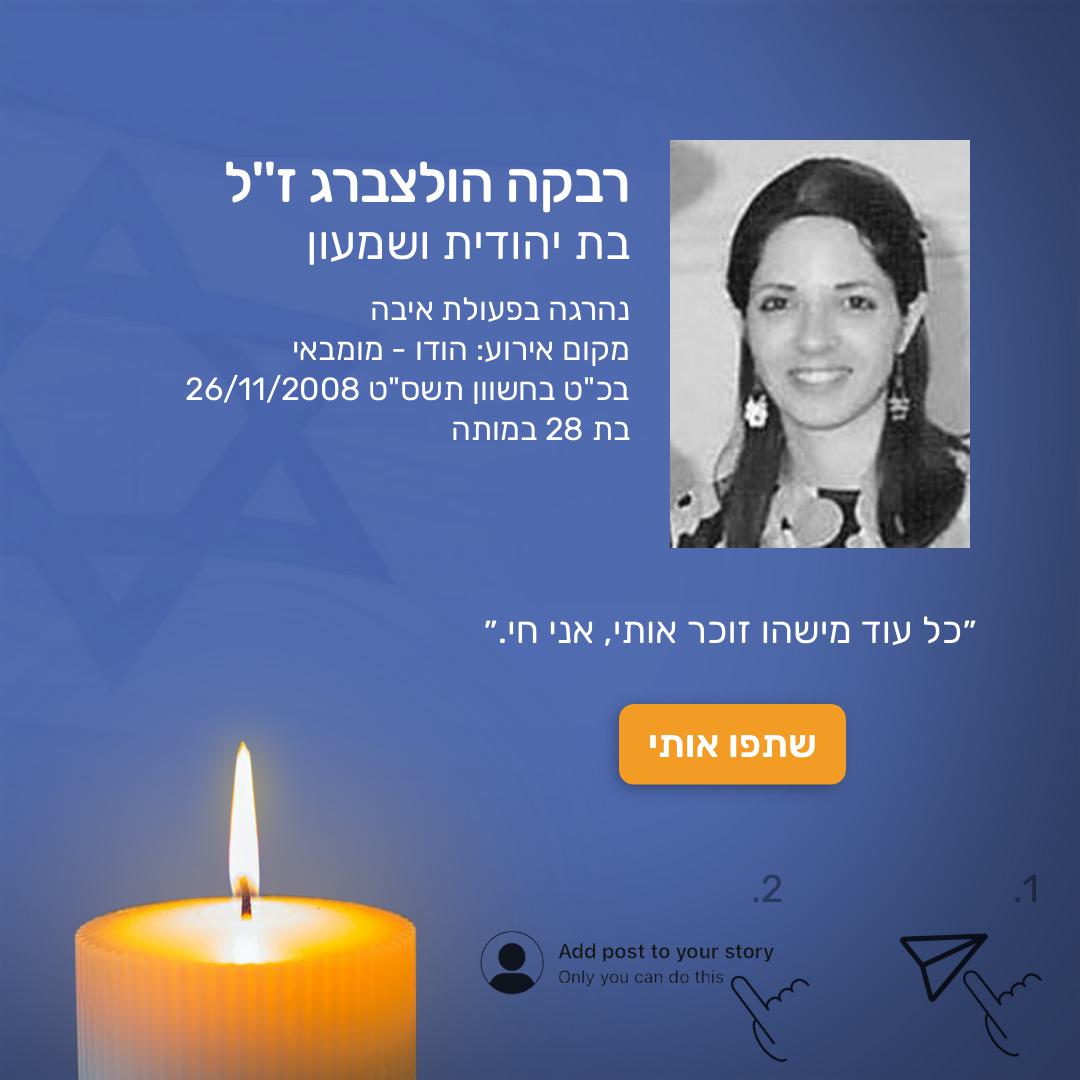 רבקה הולצברג ז"ל
בת יהודית ושמעון
נהרגה בפעולת איבה
מקום אירוע: הודו - מומבאי
בכ"ט בחשוון תשס"ט 26/11/2008
בת 28 במותה
״כל עוד מישהו זוכר אותי, אני חי.״
שתפו אותי
1.
2.
Add post to your story
Only you can do this